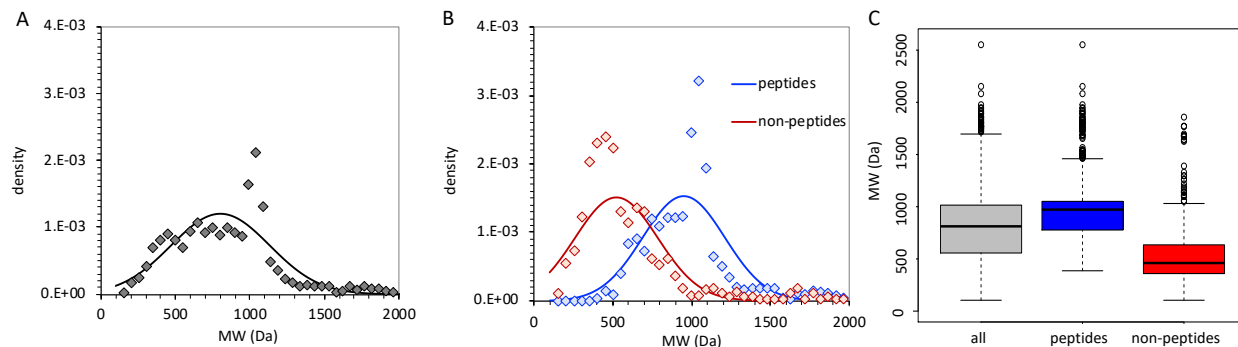 A
4.E-03
3.E-03
2.E-03
1.E-03
0.E+00
density
0
500
1000
1500
2000
MW (Da)
B
4.E-03
3.E-03
2.E-03
1.E-03
0.E+00
density
peptides
non-peptides
0
500
1000
1500
2000
MW (Da)
C
2500
2000
1500
1000
500
0
MW (Da)
all
peptides
non-peptides